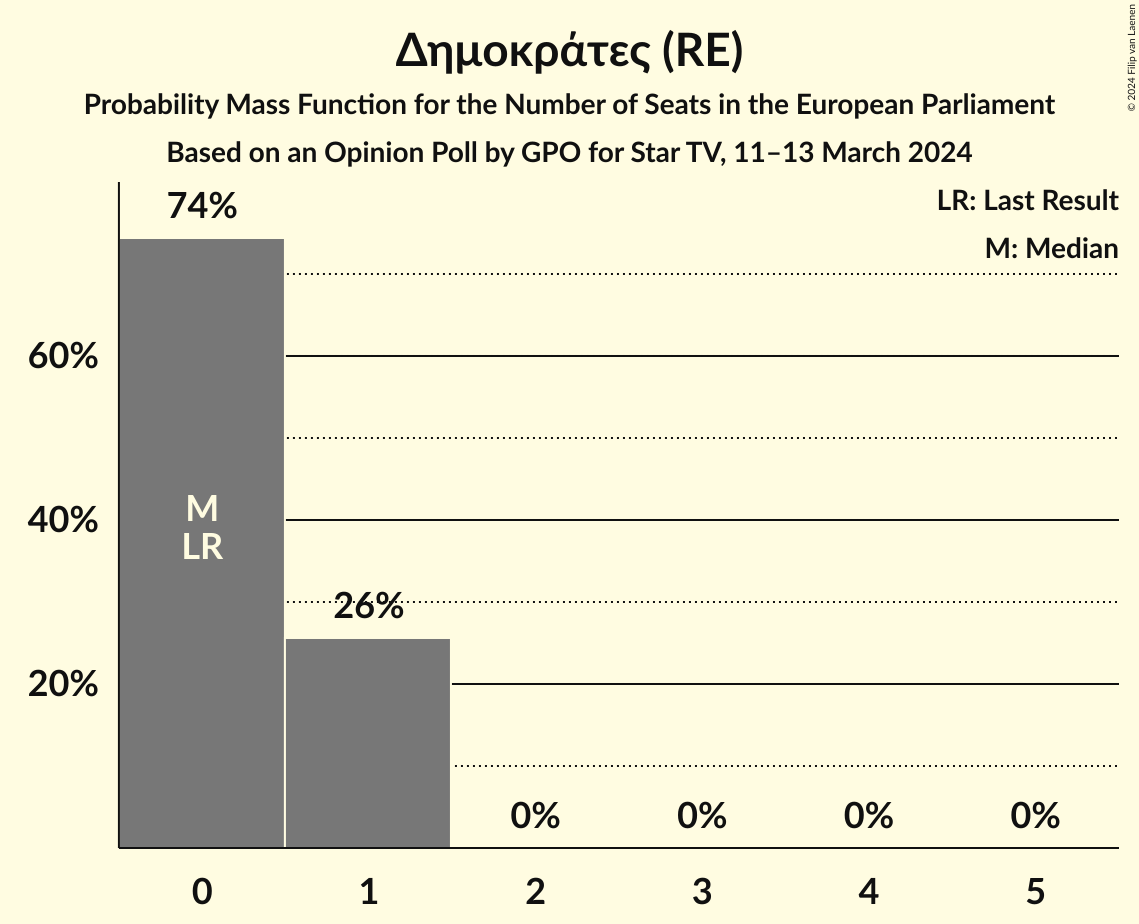 Δημοκράτες (RE)
Probability Mass Function for the Number of Seats in the European Parliament
Based on an Opinion Poll by GPO for Star TV, 11–13 March 2024
© 2024 Filip van Laenen
LR: Last Result
M: Median
74%
60%
40%
20%
M
LR
26%
0% 0% 0% 0%
0 1 2 3 4 5